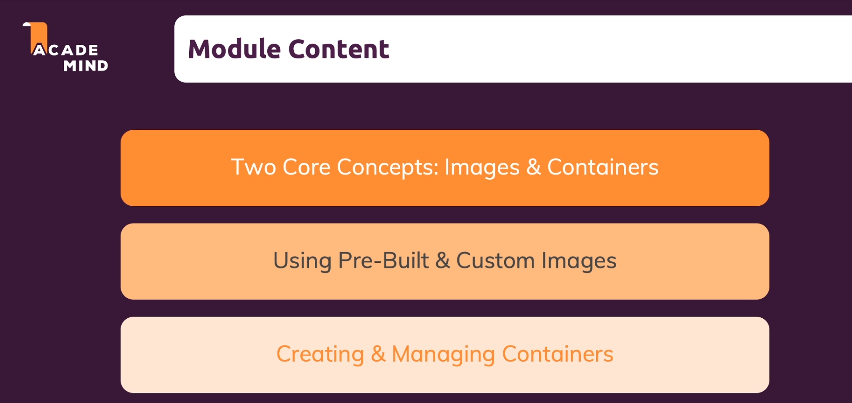 ACADE
MIND
Module Content
Two Core Concepts: Images & Containers
Using Pre-Built & Custom Images
Creating & Managing Containers